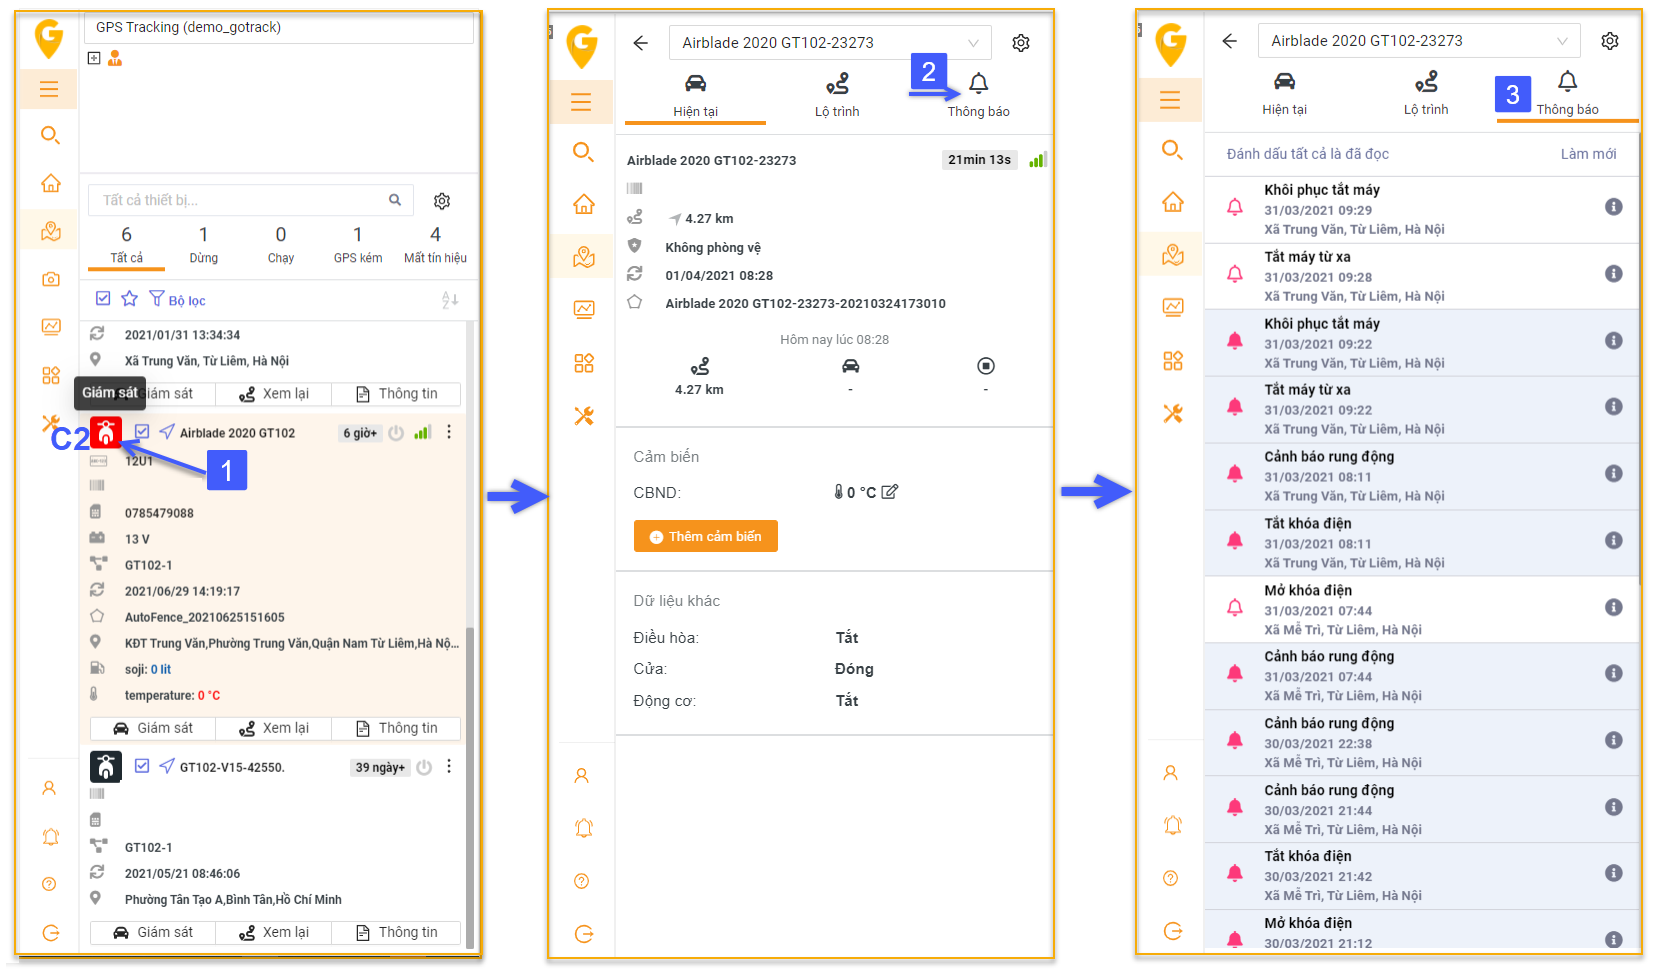 GPS Tracking (demo_gotrack)
Tất cả thiết bị...
6
1
0
1
4
Tất cả
Dừng
Chạy
GPS kém
Mất tín hiệu
Bộ lọc
2021/01/31 13:34:34
Xã Trung Văn, Từ Liêm, Hà Nội
Giám sát
Giám sát
Xem lại
Thông tin
C2
Airblade 2020 GT102
6 giờ+
12U1
1
0785479088
13 V
GT102-1
2021/06/29 14:19:17
AutoFence_20210625151605
KĐT Trung Văn,Phường Trung Văn,Quận Nam Từ Liêm,Hà Nộ...
soji: 0 lit
temperature: 0 °C
Giám sát
Xem lại
Thông tin
GT102-V15-42550.
39 ngày+
GT102-1
2021/05/21 08:46:06
Phường Tân Tạo A,Bình Tân,Hồ Chí Minh
Giám sát
Xem lại
Thông tin
Airblade 2020 GT102-23273
2
Hiện tại
Lộ trình
Thông báo
Airblade 2020 GT102-23273
21min 13s
4.27 km
Không phòng vệ
01/04/2021 08:28
Airblade 2020 GT102-23273-20210324173010
Hôm nay lúc 08:28
4.27 km
-
-
Cảm biến
CBND:
0 °C
Thêm cảm biến
Dữ liệu khác
Điều hòa:
Tắt
Cửa:
Đóng
Động cơ:
Tắt
Airblade 2020 GT102-23273
3
Hiện tại
Lộ trình
Thông báo
Đánh dấu tất cả là đã đọc
Làm mới
Khôi phục tắt máy
31/03/2021 09:29
Xã Trung Văn, Từ Liêm, Hà Nội
Tắt máy từ xa
31/03/2021 09:28
Xã Trung Văn, Từ Liêm, Hà Nội
Khôi phục tắt máy
31/03/2021 09:22
Xã Trung Văn, Từ Liêm, Hà Nội
Tắt máy từ xa
31/03/2021 09:22
Xã Trung Văn, Từ Liêm, Hà Nội
Cảnh báo rung động
31/03/2021 08:11
Xã Trung Văn, Từ Liêm, Hà Nội
Tắt khóa điện
31/03/2021 08:11
Xã Trung Văn, Từ Liêm, Hà Nội
Mở khóa điện
31/03/2021 07:44
Xã Mễ Trì, Từ Liêm, Hà Nội
Cảnh báo rung động
31/03/2021 07:44
Xã Mễ Trì, Từ Liêm, Hà Nội
Cảnh báo rung động
30/03/2021 22:38
Xã Mễ Trì, Từ Liêm, Hà Nội
Cảnh báo rung động
30/03/2021 21:44
Xã Mễ Trì, Từ Liêm, Hà Nội
Tắt khóa điện
30/03/2021 21:42
Xã Mễ Trì, Từ Liêm, Hà Nội
Mở khóa điện
30/03/2021 21:12